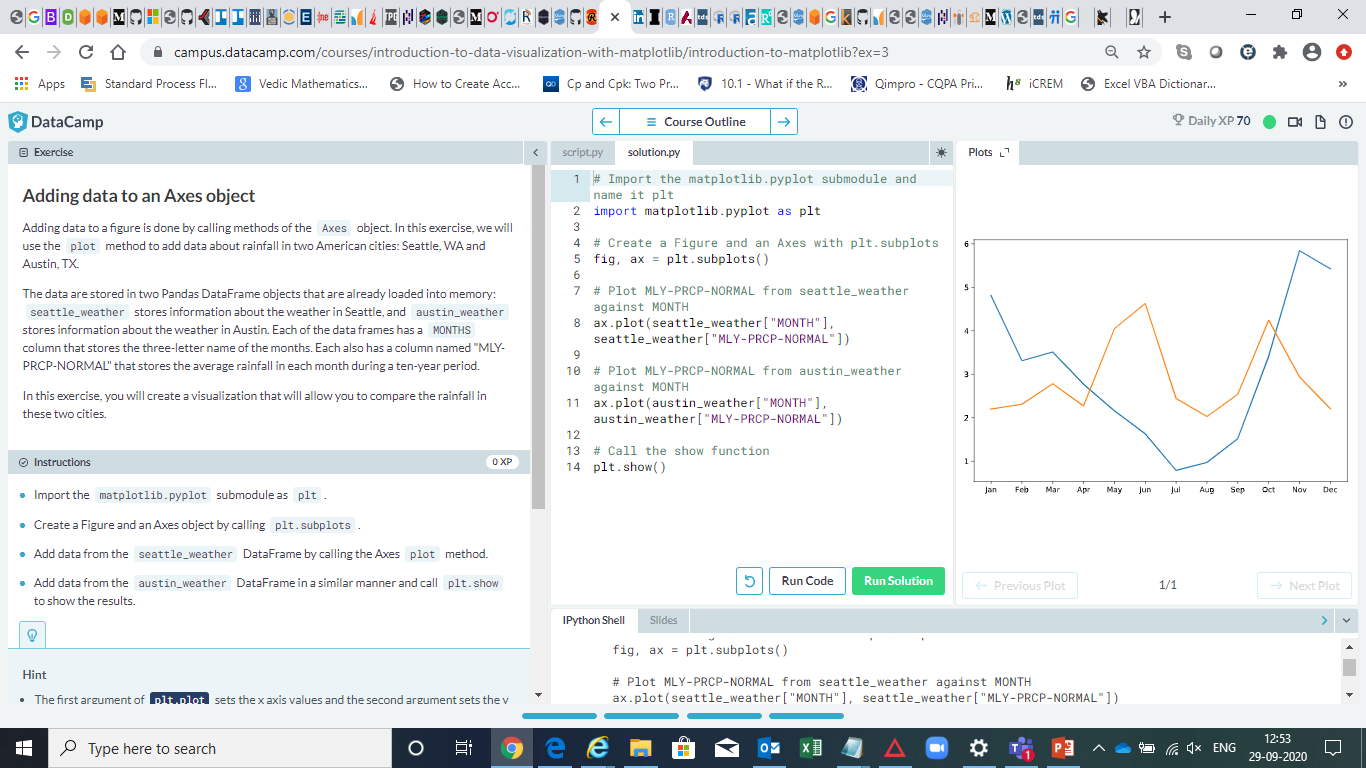 campus.datacamp.com/courses/introduction-to-data-visualization-with-matplotlib/introduction-to-matplotlib?ex=3
Apps Standard Process Fl... Vedic Mathematics... How to Create Acc... Cp and Cpk: Two Pr... 10.1 - What if the R... Qimpro - CQPA Pri... iCREM Excel VBA Dictionar... »
DataCamp
Course Outline
Daily XP 70
Exercise
Adding data to an Axes object
Adding data to a figure is done by calling methods of the Axes object. In this exercise, we will
use the plot method to add data about rainfall in two American cities: Seattle, WA and
Austin, TX.
The data are stored in two Pandas DataFrame objects that are already loaded into memory:
seattle_weather stores information about the weather in Seattle, and austin_weather
stores information about the weather in Austin. Each of the data frames has a MONTHS
column that stores the three-letter name of the months. Each also has a column named "MLY-
PRCP-NORMAL" that stores the average rainfall in each month during a ten-year period.
In this exercise, you will create a visualization that will allow you to compare the rainfall in
these two cities.
Instructions
0 XP
Import the matplotlib.pyplot submodule as plt .
Create a Figure and an Axes object by calling plt.subplots .
Add data from the seattle_weather DataFrame by calling the Axes plot method.
Add data from the austin_weather DataFrame in a similar manner and call plt.show
to show the results.
Hint
The first argument of plt.plot sets the x axis values and the second argument sets the y
script.py solution.py
1 # Import the matplotlib.pyplot submodule and
name it plt
2 import matplotlib.pyplot as plt
3
4 # Create a Figure and an Axes with plt.subplots
5 fig, ax = plt.subplots()
6
7 # Plot MLY-PRCP-NORMAL from seattle_weather
against MONTH
8 ax.plot(seattle_weather["MONTH"],
seattle_weather["MLY-PRCP-NORMAL"])
9
10 # Plot MLY-PRCP-NORMAL from austin_weather
against MONTH
11 ax.plot(austin_weather["MONTH"],
austin_weather["MLY-PRCP-NORMAL"])
12
13 # Call the show function
14 plt.show()
Run Code Run Solution
IPython Shell Slides
fig, ax = plt.subplots()
# Plot MLY-PRCP-NORMAL from seattle_weather against MONTH
ax.plot(seattle_weather["MONTH"], seattle_weather["MLY-PRCP-NORMAL"])
Plots
6
5
4
3
2
1
Jan Feb Mar Apr May Jun Jul Aug Sep Oct Nov Dec
Previous Plot 1/1 Next Plot
Type here to search
ENG
12:53
29-09-2020